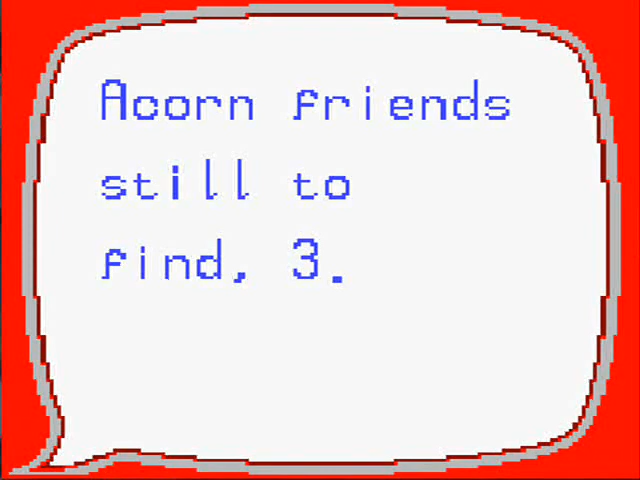 Acorn friends
still to
find, 3.